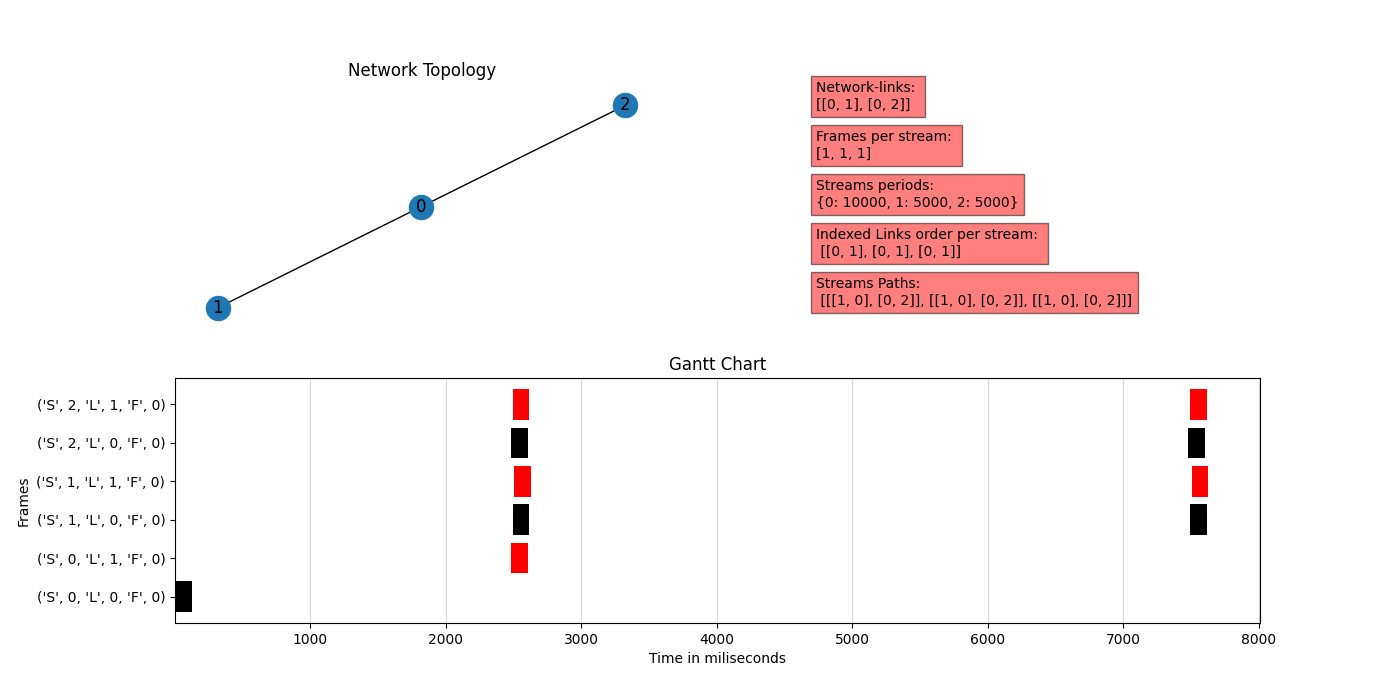 Network Topology
2
0
1
Network-links:
[[0, 1], [0, 2]]
Frames per stream:
[1, 1, 1]
Streams periods:
{0: 10000, 1: 5000, 2: 5000}
Indexed Links order per stream:
[[0, 1], [0, 1], [0, 1]]
Streams Paths:
[[[1, 0], [0, 2]], [[1, 0], [0, 2]], [[1, 0], [0, 2]]]
Gantt Chart
Frames
('S', 2, 'L', 1, 'F', 0)
('S', 2, 'L', 0, 'F', 0)
('S', 1, 'L', 1, 'F', 0)
('S', 1, 'L', 0, 'F', 0)
('S', 0, 'L', 1, 'F', 0)
('S', 0, 'L', 0, 'F', 0)
1000 2000 3000 4000 5000 6000 7000 8000
Time in miliseconds